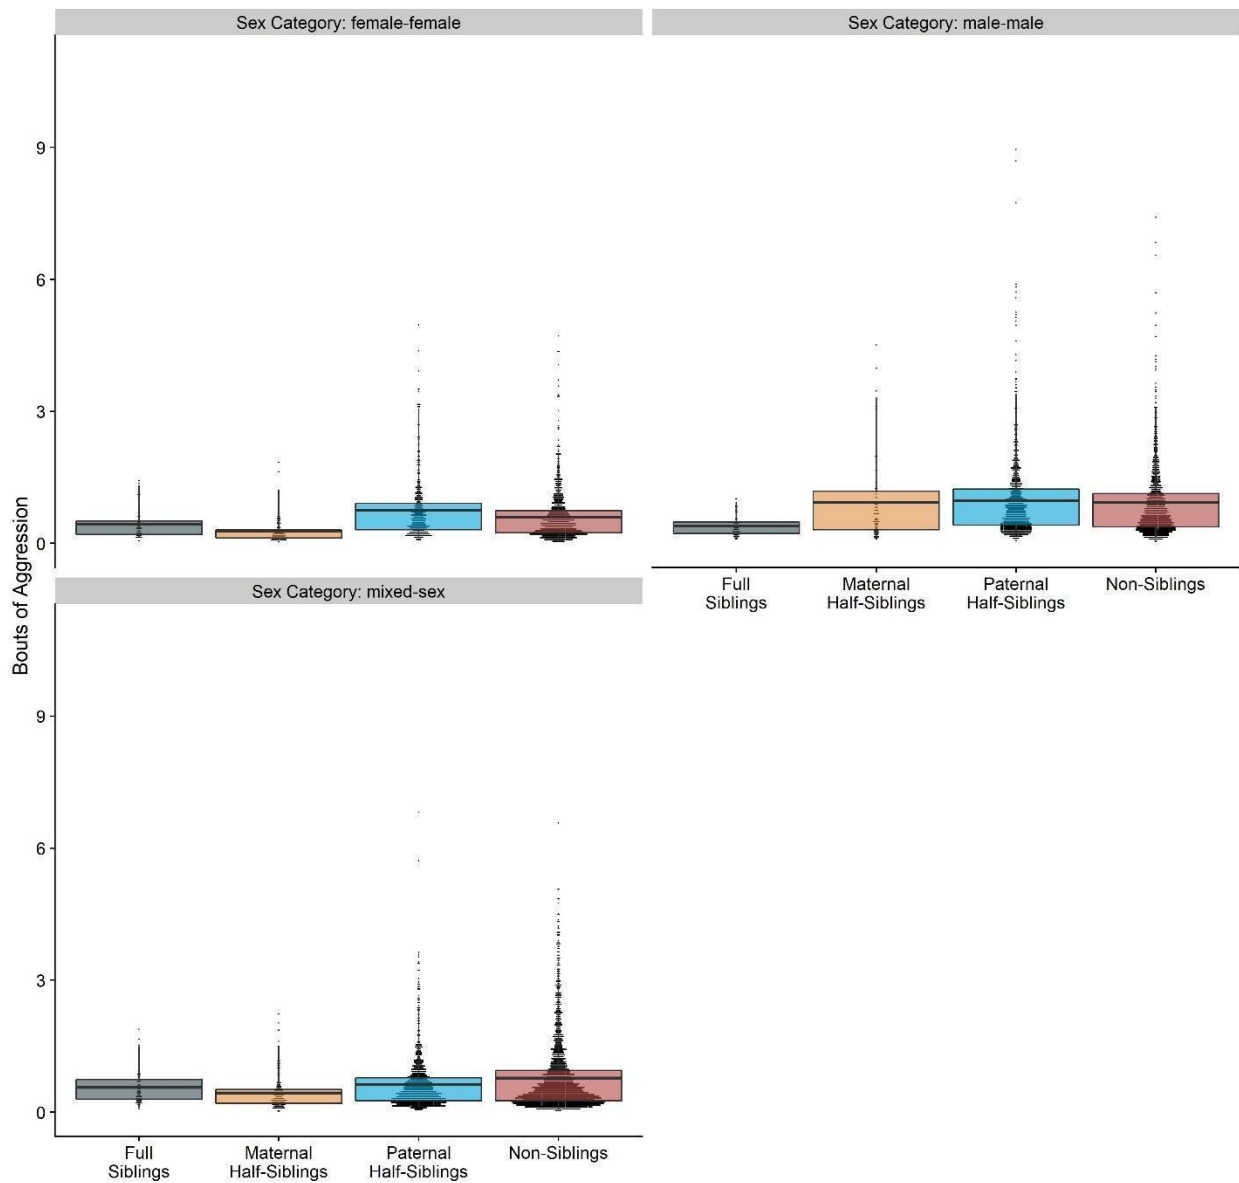 Sex Category: female-female
Sex Category: male-male
9
6
3
0
Full
Siblings
Maternal
Half-Siblings
Paternal
Half-Siblings
Non-Siblings
Bouts of Aggression
Sex Category: mixed-sex
9
6
3
0
Full
Siblings
Maternal
Half-Siblings
Paternal
Half-Siblings
Non-Siblings